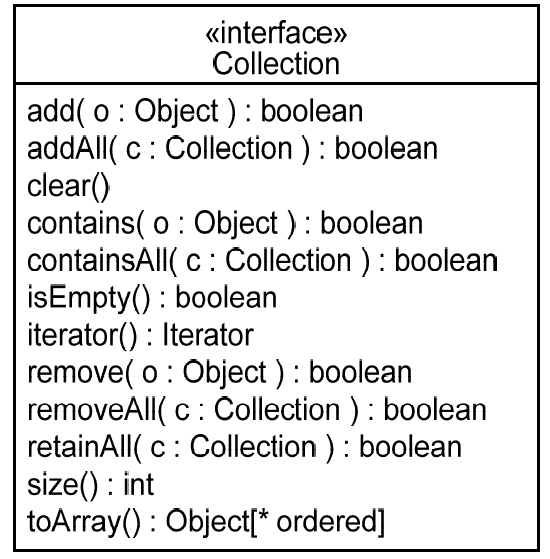 «interface»
Collection
add( o : Object ) : boolean
addAll( c : Collection ) : boolean
clear()
contains( o : Object ) : boolean
containsAll( c : Collection ) : boolean
isEmpty() : boolean
iterator() : Iterator
remove( o : Object ) : boolean
removeAll( c : Collection ) : boolean
retainAll( c : Collection ) : boolean
size() : int
toArray() : Object[* ordered]